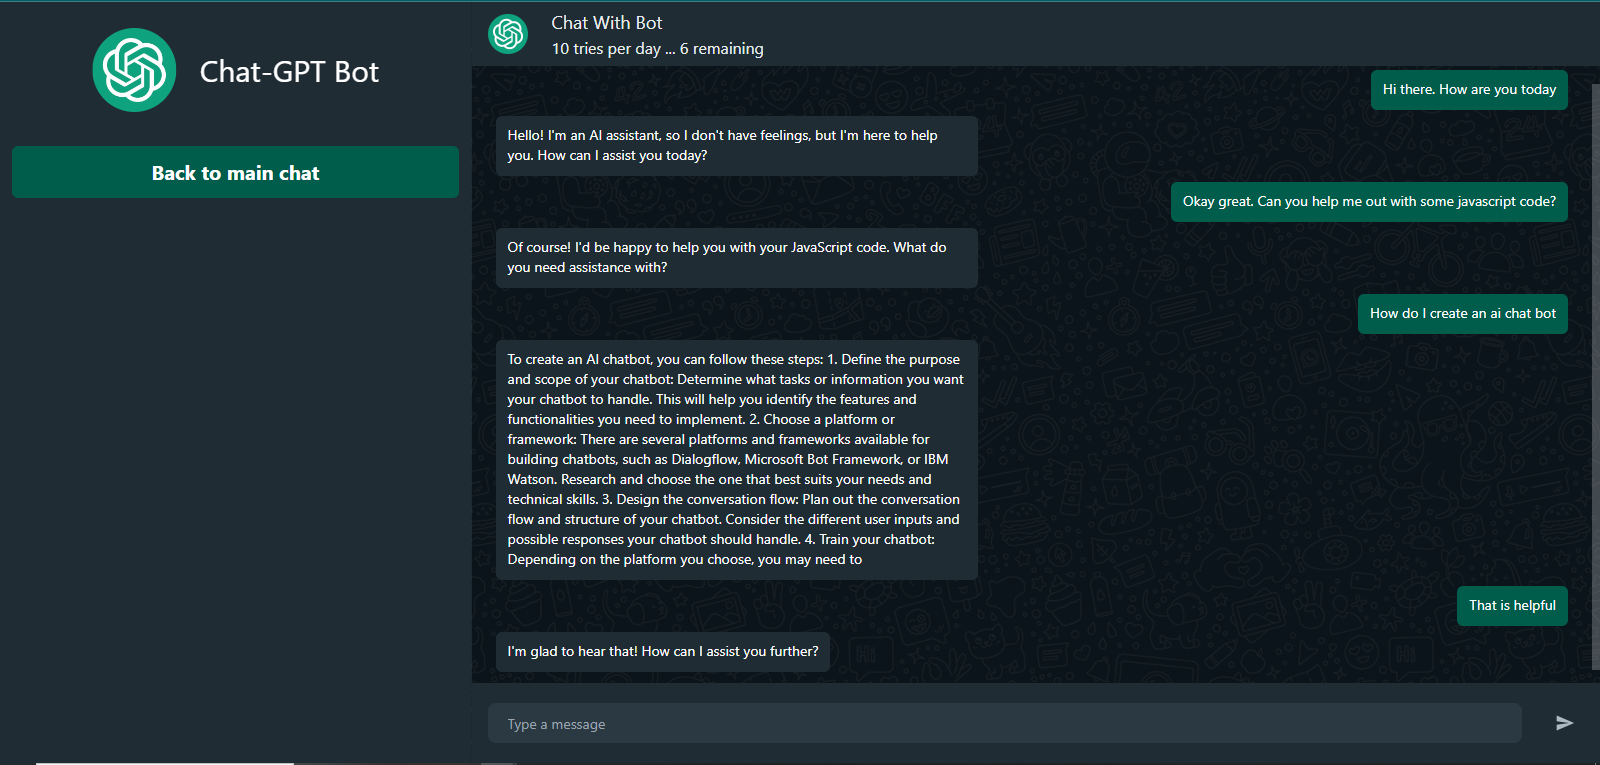 Chat-GPT Bot
Back to main chat
Chat With Bot
10 tries per day ... 6 remaining
Hi there. How are you today
Hello! I'm an AI assistant, so I don't have feelings, but I'm here to help
you. How can I assist you today?
Okay great. Can you help me out with some javascript code?
Of course! I'd be happy to help you with your JavaScript code. What do
you need assistance with?
How do I create an ai chat bot
To create an AI chatbot, you can follow these steps: 1. Define the purpose
and scope of your chatbot: Determine what tasks or information you want
your chatbot to handle. This will help you identify the features and
functionalities you need to implement. 2. Choose a platform or
framework: There are several platforms and frameworks available for
building chatbots, such as Dialogflow, Microsoft Bot Framework, or IBM
Watson. Research and choose the one that best suits your needs and
technical skills. 3. Design the conversation flow: Plan out the conversation
flow and structure of your chatbot. Consider the different user inputs and
possible responses your chatbot should handle. 4. Train your chatbot:
Depending on the platform you choose, you may need to
That is helpful
I'm glad to hear that! How can I assist you further?
Type a message